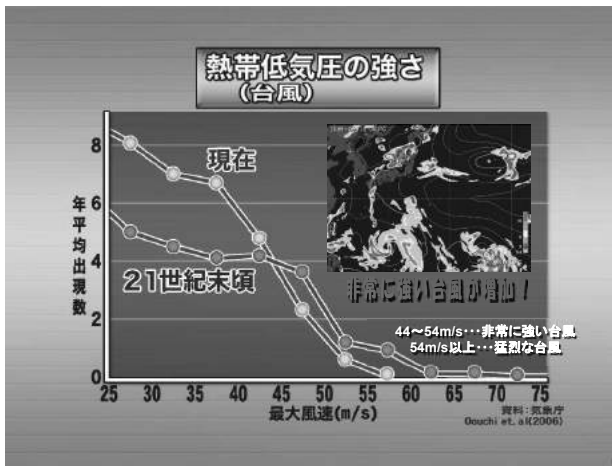 熱帯低気圧の強さ
(台風)
年平均出現数
8
6
4
2
0
現在
21世紀末頃
非常に強い台風が増加!
44〜54m/s・・・非常に強い台風
54m/s以上・・・猛烈な台風
25 30 35 40 45 50 55 60 65 70 75
最大風速(m/s)
資料:気象庁
Oouchi et. al(2006)